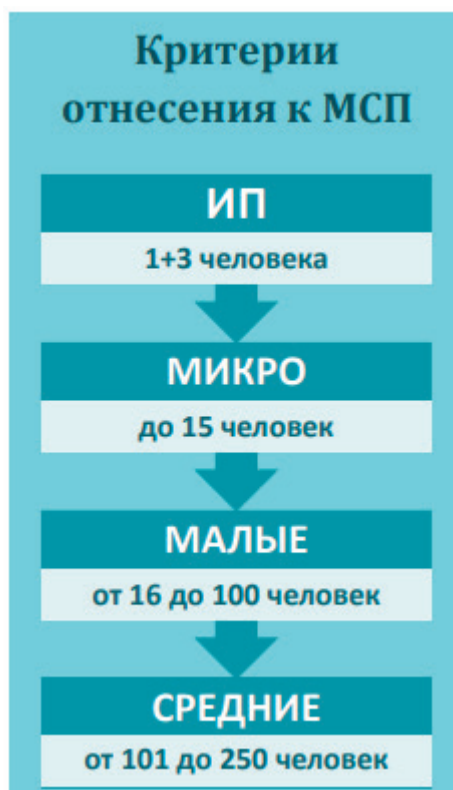 Критерии
отнесения к МСП
ИП
1+3 человека
МИКРО
до 15 человек
МАЛЫЕ
от 16 до 100 человек
СРЕДНИЕ
от 101 до 250 человек